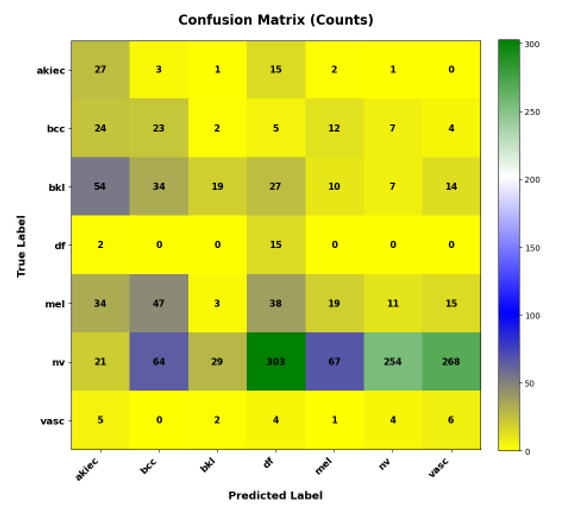 Confusion Matrix (Counts)
akiec 27 3 1 15 2 1 0
bcc 24 23 2 5 12 7 4
bkl 54 34 19 27 10 7 14
df 2 0 0 15 0 0 0
mel 34 47 3 38 19 11 15
nv 21 64 29 303 67 254 268
vasc 5 0 2 4 1 4 6
akiec bcc bkl df mel nv vasc
Predicted Label
True Label
300
250
200
150
100
50
0